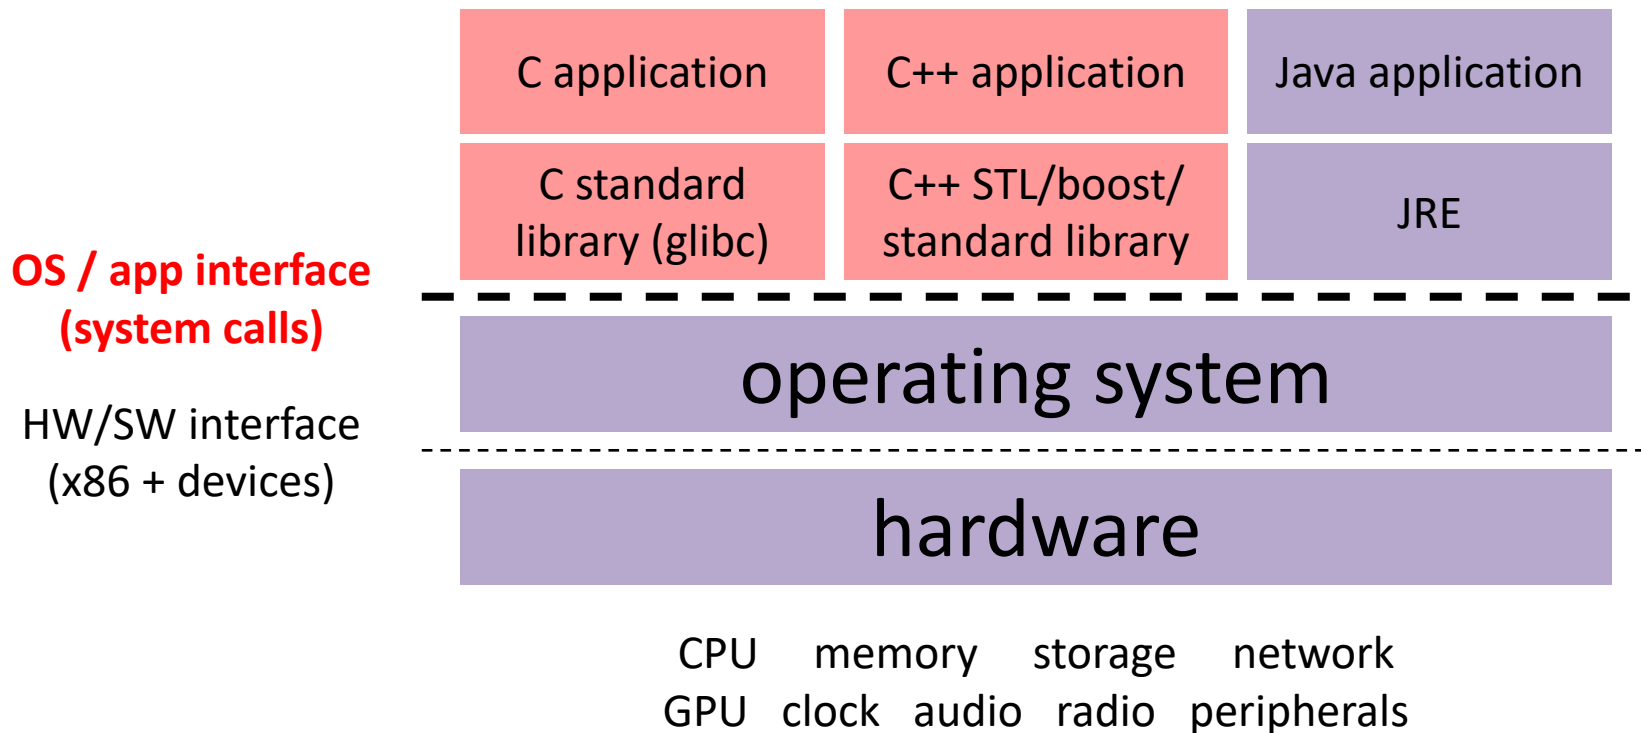 C application
C++ application
Java application
C standard
library (glibc)
C++ STL/boost/
standard library
JRE
OS / app interface
(system calls)
operating system
HW/SW interface
(x86 + devices)
hardware
CPU memory storage network
GPU clock audio radio peripherals